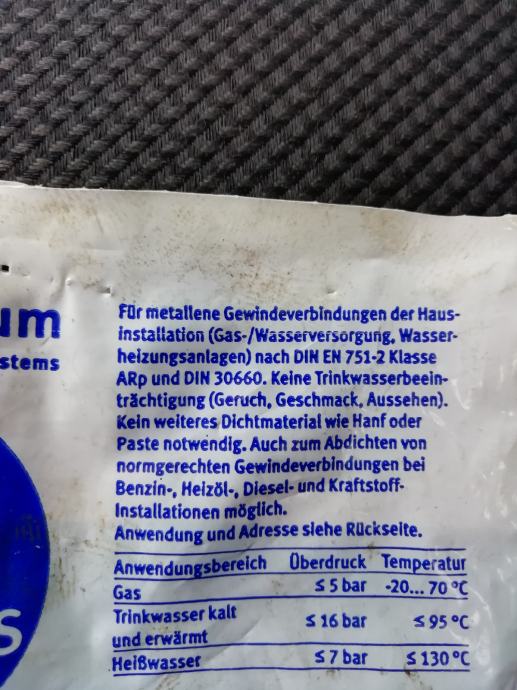 um
stems
Für metallene Gewindeverbindungen der Haus-
installation (Gas-/Wasserversorgung, Wasser-
heizungsanlagen) nach DIN EN 751-2 Klasse
ARp und DIN 30660. Keine Trinkwasserbeein-
trächtigung (Geruch, Geschmack, Aussehen).
Kein weiteres Dichtmaterial wie Hanf oder
Paste notwendig. Auch zum Abdichten von
normgerechten Gewindeverbindungen bei
Benzin-, Heizöl-, Diesel- und Kraftstoff-
Installationen möglich.
Anwendung und Adresse siehe Rückseite.
Anwendungsbereich Überdruck Temperatur
Gas ≤ 5 bar -20... 70 °C
Trinkwasser kalt
und erwärmt ≤ 16 bar ≤ 95 °C
Heißwasser ≤ 7 bar ≤ 130 °C
s